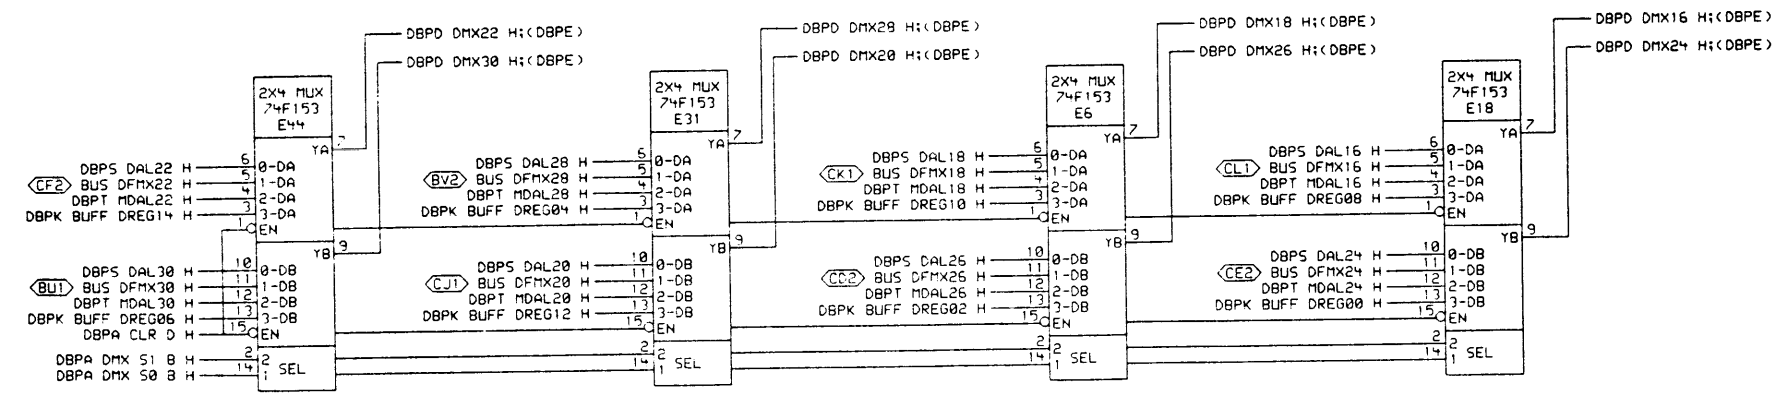 DBPD DMX22 H;(DBPE)
DBPD DMX30 H;(DBPE)
2X4 MUX
74F153
E44
7
YA
DBPS DAL22 H 6 0-DA
CF2 BUS DFMX22 H 5 1-DA
DBPT MDAL22 H 4 2-DA
DBPK BUFF DREG14 H 3 3-DA
1 EN
YB 9
DBPS DAL30 H 10 0-DB
BU1 BUS DFMX30 H 11 1-DB
DBPT MDAL30 H 12 2-DB
DBPK BUFF DREG06 H 13 3-DB
DBPA CLR D H 15 EN
DBPA DMX S1 B H 2 2
DBPA DMX S0 B H 14 1
SEL
DBPD DMX28 H;(DBPE)
DBPD DMX20 H;(DBPE)
2X4 MUX
74F153
E31
7
YA
DBPS DAL28 H 6 0-DA
BV2 BUS DFMX28 H 5 1-DA
DBPT MDAL28 H 4 2-DA
DBPK BUFF DREG04 H 3 3-DA
1 EN
YB 9
DBPS DAL20 H 10 0-DB
CJ1 BUS DFMX20 H 11 1-DB
DBPT MDAL20 H 12 2-DB
DBPK BUFF DREG12 H 13 3-DB
15 EN
2 2
14 1
SEL
DBPD DMX18 H;(DBPE)
DBPD DMX26 H;(DBPE)
2X4 MUX
74F153
E6
7
YA
DBPS DAL18 H 6 0-DA
CK1 BUS DFMX18 H 5 1-DA
DBPT MDAL18 H 4 2-DA
DBPK BUFF DREG10 H 3 3-DA
1 EN
YB 9
DBPS DAL26 H 10 0-DB
CD2 BUS DFMX26 H 11 1-DB
DBPT MDAL26 H 12 2-DB
DBPK BUFF DREG02 H 13 3-DB
15 EN
2 2
14 1
SEL
DBPD DMX16 H;(DBPE)
DBPD DMX24 H;(DBPE)
2X4 MUX
74F153
E18
7
YA
DBPS DAL16 H 6 0-DA
CL1 BUS DFMX16 H 5 1-DA
DBPT MDAL16 H 4 2-DA
DBPK BUFF DREG08 H 3 3-DA
1 EN
YB 9
DBPS DAL24 H 10 0-DB
CE2 BUS DFMX24 H 11 1-DB
DBPT MDAL24 H 12 2-DB
DBPK BUFF DREG00 H 13 3-DB
15 EN
2 2
14 1
SEL